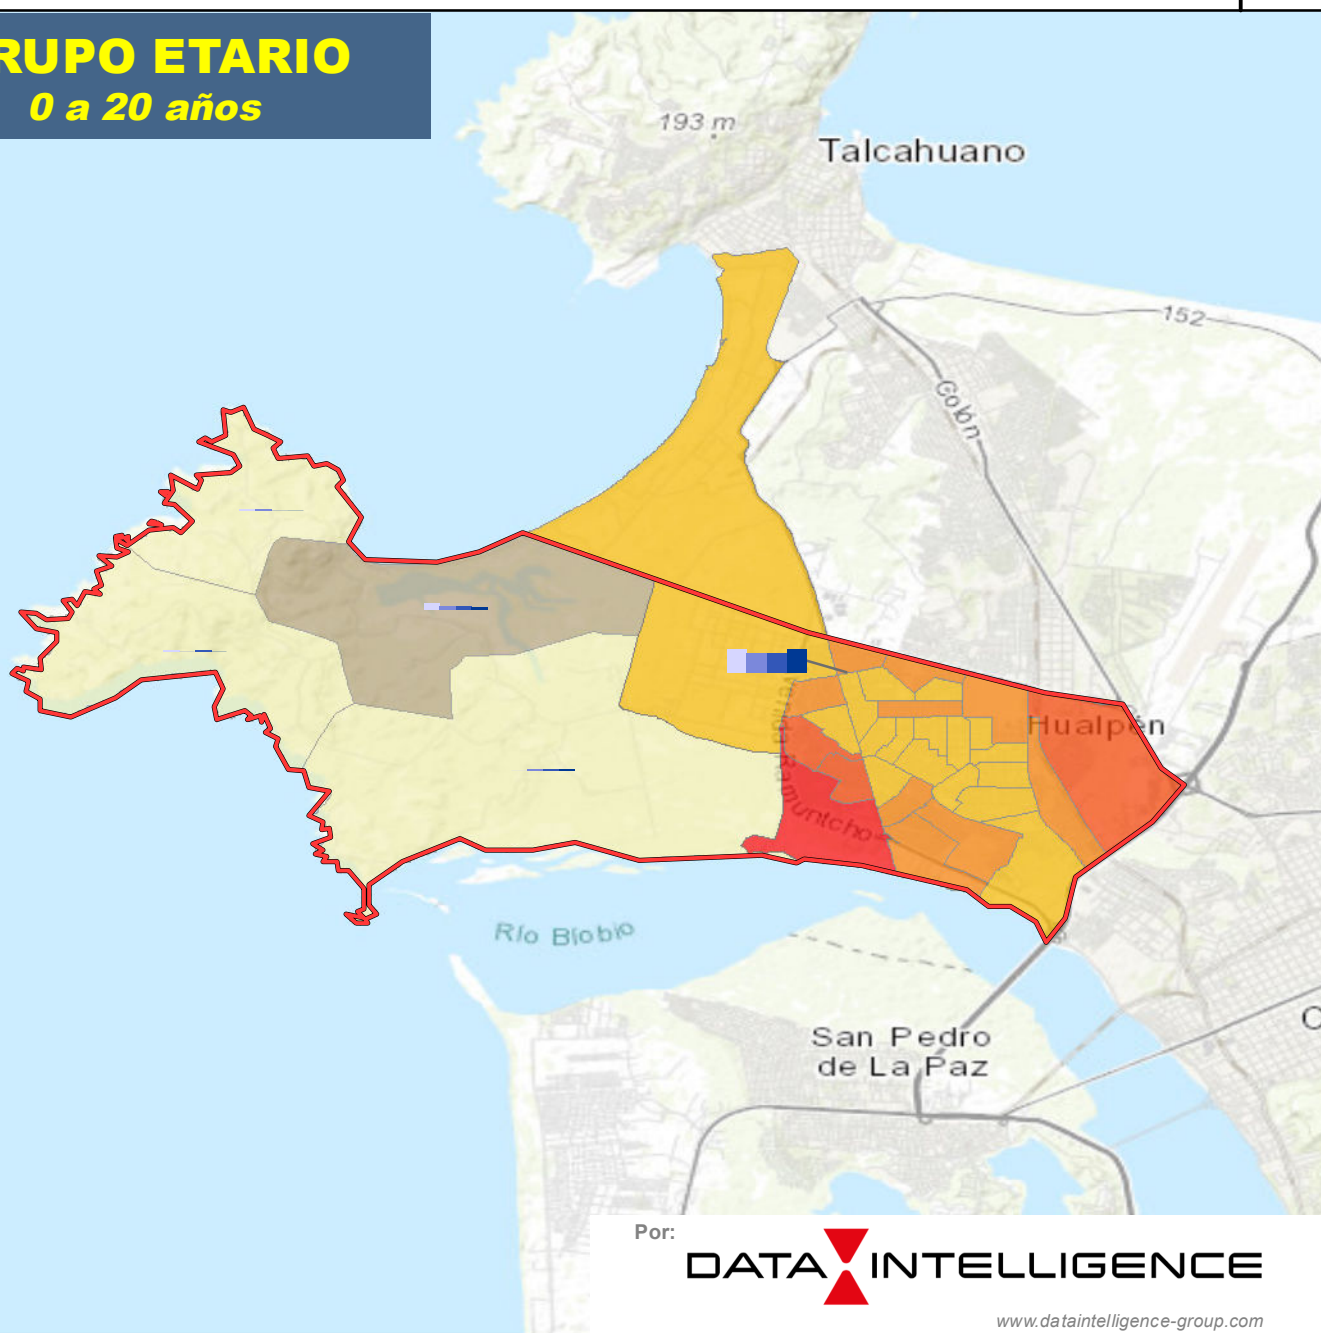 RUPO ETARIO
0 a 20 años
193 m
Talcahuano
152
Colón
Hualpén
Ramuntcho
Río Bíobío
San Pedro
de La Paz
C
Por:
DATA INTELLIGENCE
www.dataintelligence-group.com